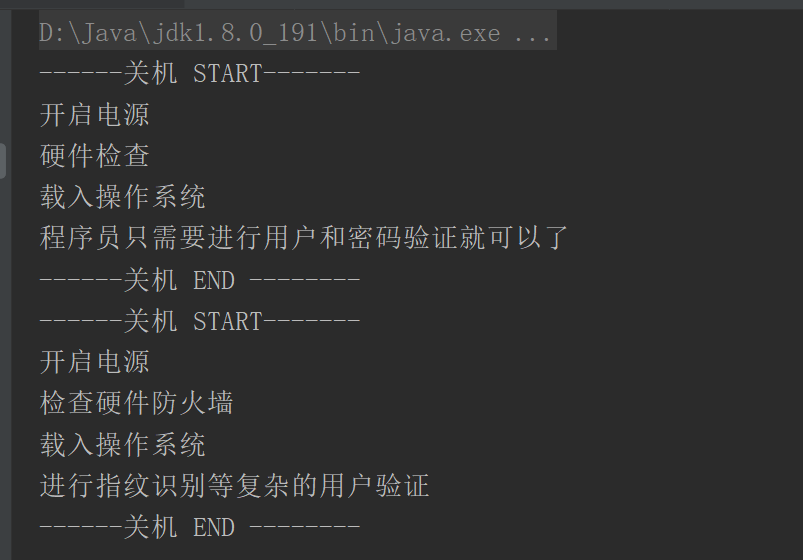 D:\Java\jdk1.8.0_191\bin\java.exe ...
------关机 START-------
开启电源
硬件检查
载入操作系统
程序员只需要进行用户和密码验证就可以了
------关机 END --------
------关机 START-------
开启电源
检查硬件防火墙
载入操作系统
进行指纹识别等复杂的用户验证
------关机 END --------